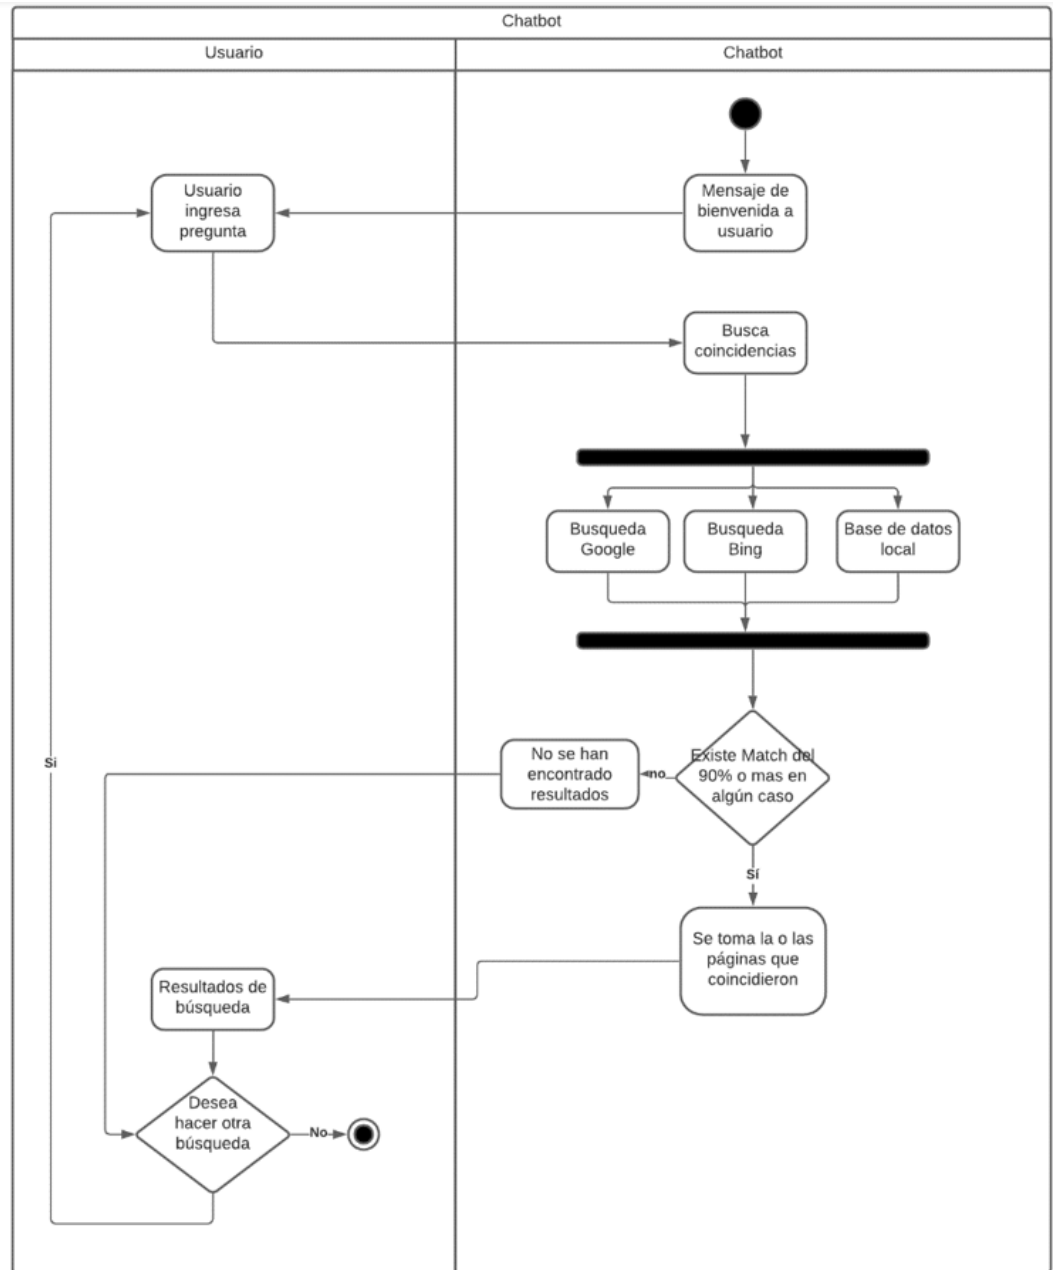 Chatbot
Usuario
Chatbot
Usuario
ingresa
pregunta
Mensaje de
bienvenida a
usuario
Busca
coincidencias
Busqueda
Google
Busqueda
Bing
Base de datos
local
Existe Match del
90% o mas en
algún caso
no
No se han
encontrado
resultados
Si
Sí
Se toma la o las
páginas que
coincidieron
Resultados de
búsqueda
Desea
hacer otra
búsqueda
No